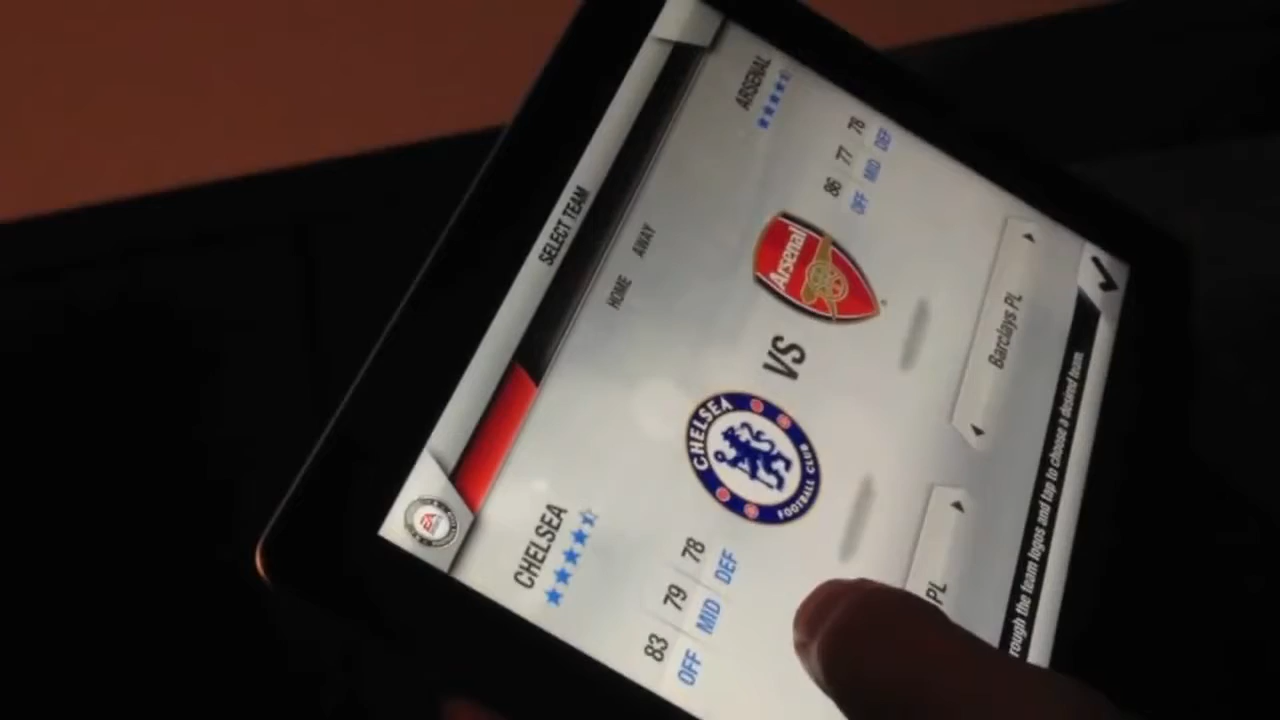 SELECT TEAM
HOME AWAY
CHELSEA
ARSENAL
83 79 78
OFF MID DEF
86 77 78
OFF MID DEF
CHELSEA
FOOTBALL CLUB
VS
Arsenal
PL
Barclays PL
rough the team logos and tap to choose a desired team.
EA